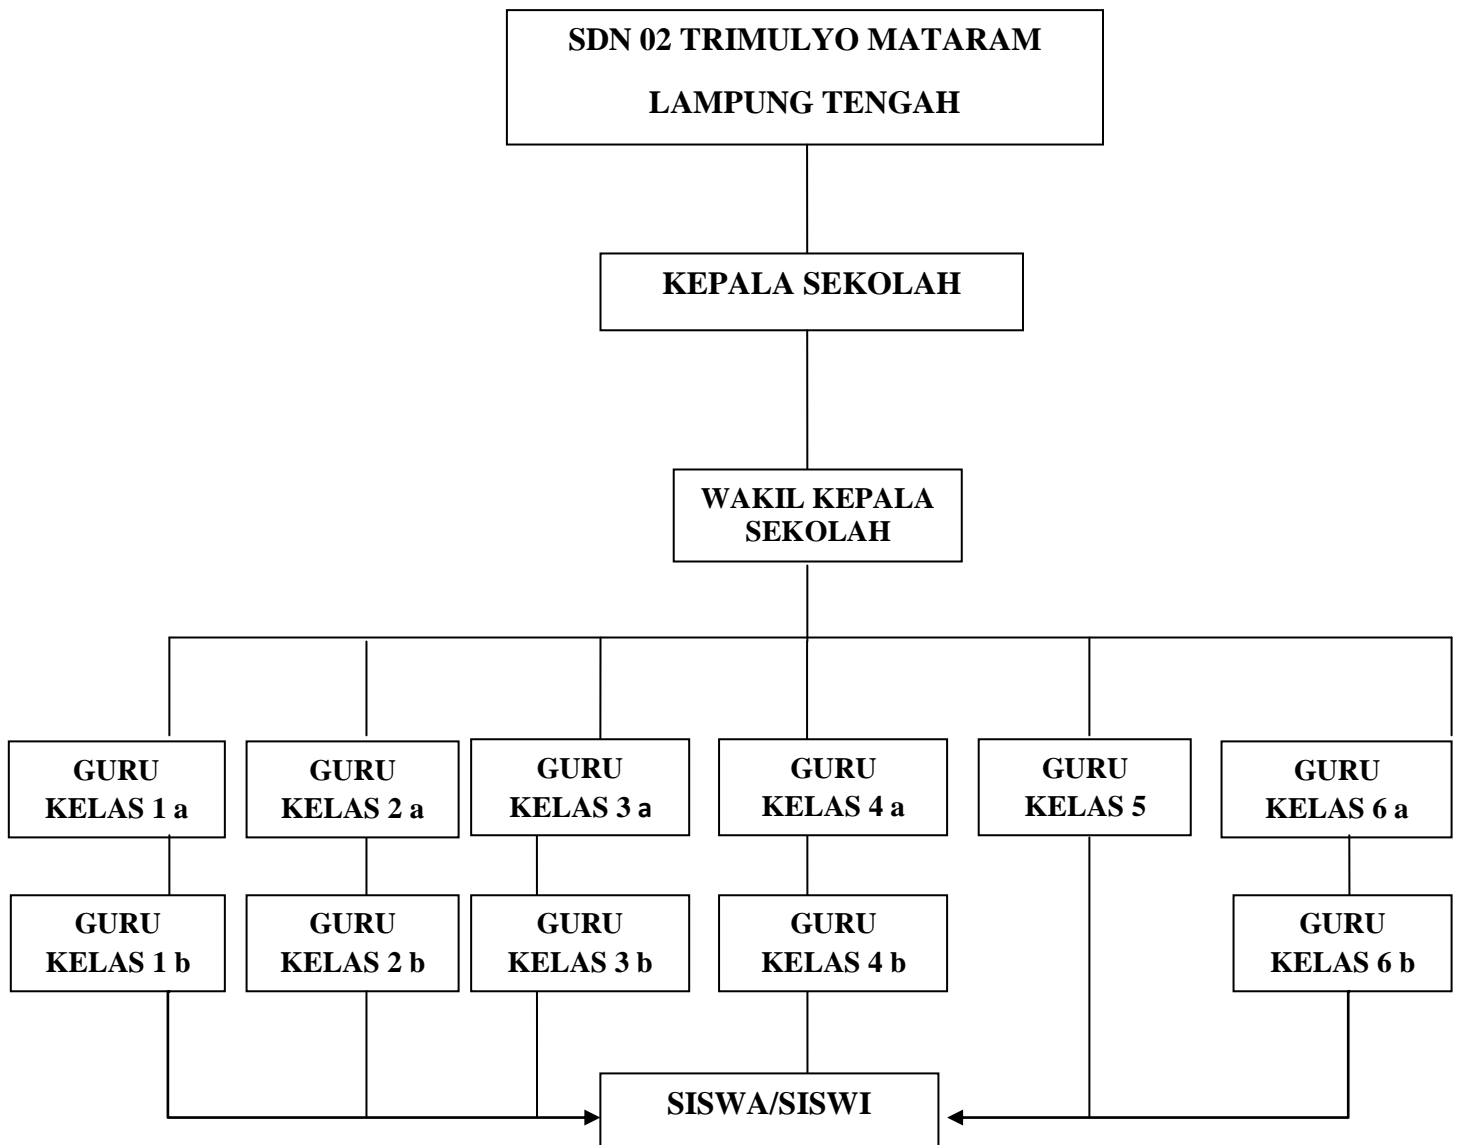 SDN 02 TRIMULYO MATARAM
LAMPUNG TENGAH
KEPALA SEKOLAH
WAKIL KEPALA
SEKOLAH
GURU
KELAS 1 a
GURU
KELAS 2 a
GURU
KELAS 3 a
GURU
KELAS 4 a
GURU
KELAS 5
GURU
KELAS 6 a
GURU
KELAS 1 b
GURU
KELAS 2 b
GURU
KELAS 3 b
GURU
KELAS 4 b
GURU
KELAS 6 b
SISWA/SISWI